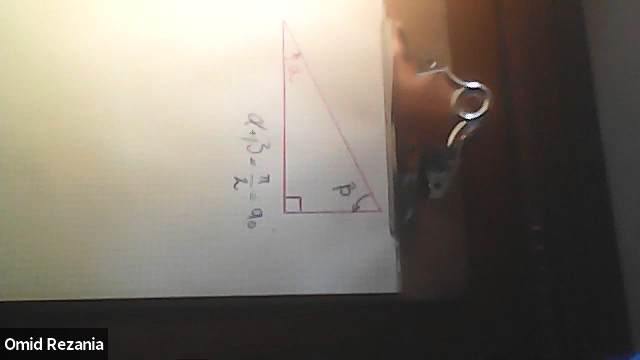 α
β
α+β = π/2 = 90
Omid Rezania